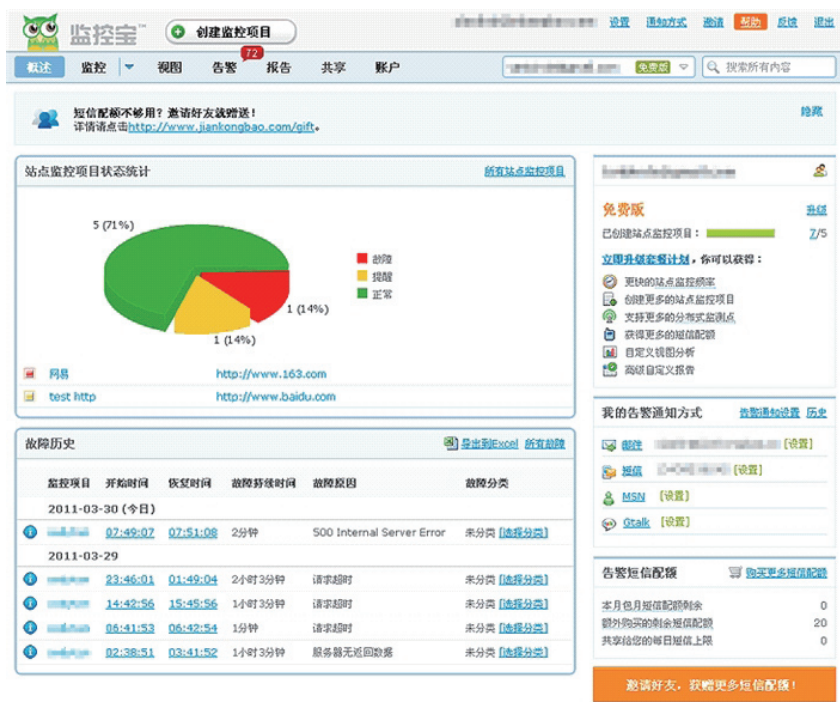 监控宝™
创建监控项目
设置 通知方式 邀请 帮助 反馈 退出
概述 监控 视图 告警 72 报告 共享 账户
免费版
搜索所有内容
短信配额不够用？邀请好友就赠送！
隐藏
详情请点击http://www.jiankongbao.com/gift。
站点监控项目状态统计
所有站点监控项目
5 (71%)
故障
提醒
正常
1 (14%)
1 (14%)
网易 http://www.163.com
test http http://www.baidu.com
故障历史
导出到Excel 所有故障
监控项目 开始时间 恢复时间 故障持续时间 故障原因 故障分类
2011-03-30 (今日)
07:49:07 07:51:08 2分钟 500 Internal Server Error 未分类 [选择分类]
2011-03-29
23:46:01 01:49:04 2小时3分钟 请求超时 未分类 [选择分类]
14:42:56 15:45:56 1小时3分钟 请求超时 未分类 [选择分类]
06:41:53 06:42:54 1分钟 请求超时 未分类 [选择分类]
02:38:51 03:41:52 1小时3分钟 服务器无返回数据 未分类 [选择分类]
免费版
升级
已创建站点监控项目：
7/5
立即升级套餐计划，你可以获得：
更快的站点监控频率
创建更多的站点监控项目
支持更多的分布式监测点
获得更多的短信配额
自定义视图分析
高级自定义报告
我的告警通知方式
告警通知设置 历史
邮件 [设置]
短信 [设置]
MSN [设置]
Gtalk [设置]
告警短信配额
购买更多短信配额
本月包月短信配额剩余 0
额外购买的剩余短信配额 20
共享给您的每日短信上限 0
邀请好友，获赠更多短信配额！